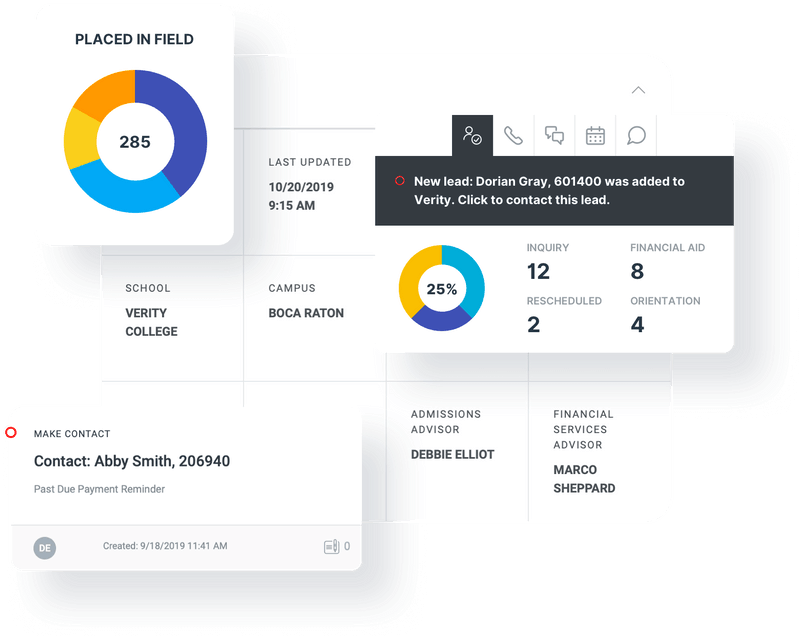 PLACED IN FIELD
285
LAST UPDATED
10/20/2019
9:15 AM
New lead: Dorian Gray, 601400 was added to
Verity. Click to contact this lead.
25%
INQUIRY
12
FINANCIAL AID
8
RESCHEDULED
2
ORIENTATION
4
SCHOOL
VERITY
COLLEGE
CAMPUS
BOCA RATON
ADMISSIONS
ADVISOR
DEBBIE ELLIOT
FINANCIAL
SERVICES
ADVISOR
MARCO
SHEPPARD
MAKE CONTACT
Contact: Abby Smith, 206940
Past Due Payment Reminder
DE
Created: 9/18/2019 11:41 AM
0